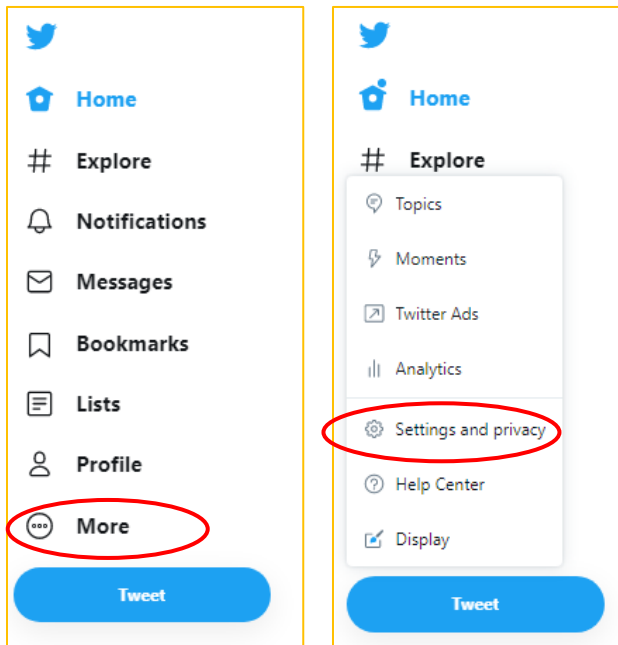 Home
Explore
Notifications
Messages
Bookmarks
Lists
Profile
More
Tweet
Home
Explore
Topics
Moments
Twitter Ads
Analytics
Settings and privacy
Help Center
Display
Tweet